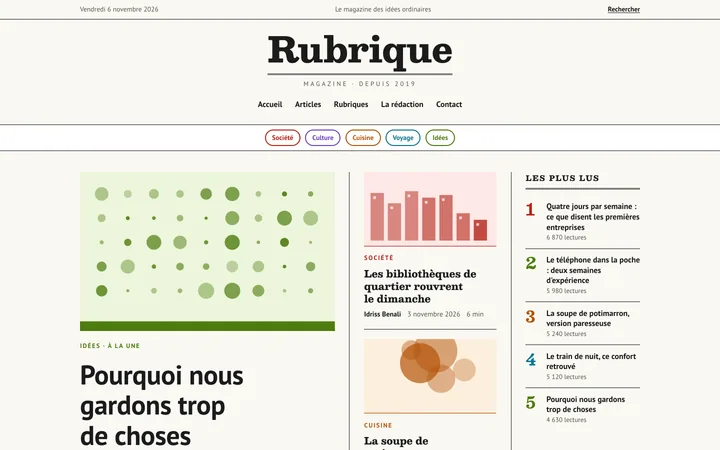 Vendredi 6 novembre 2026
Le magazine des idées ordinaires
Rechercher
Rubrique
MAGAZINE · DEPUIS 2019
Accueil Articles Rubriques La rédaction Contact
Société Culture Cuisine Voyage Idées
IDÉES · À LA UNE
Pourquoi nous
gardons trop
de choses
SOCIÉTÉ
Les bibliothèques de
quartier rouvrent
le dimanche
Idriss Benali 3 novembre 2026 6 min
CUISINE
La soupe de
LES PLUS LUS
1 Quatre jours par semaine :
ce que disent les premières
entreprises
6 870 lectures
2 Le téléphone dans la poche
: deux semaines
d'expérience
5 980 lectures
3 La soupe de potimarron,
version paresseuse
5 240 lectures
4 Le train de nuit, ce confort
retrouvé
5 120 lectures
5 Pourquoi nous gardons
trop de choses
4 630 lectures